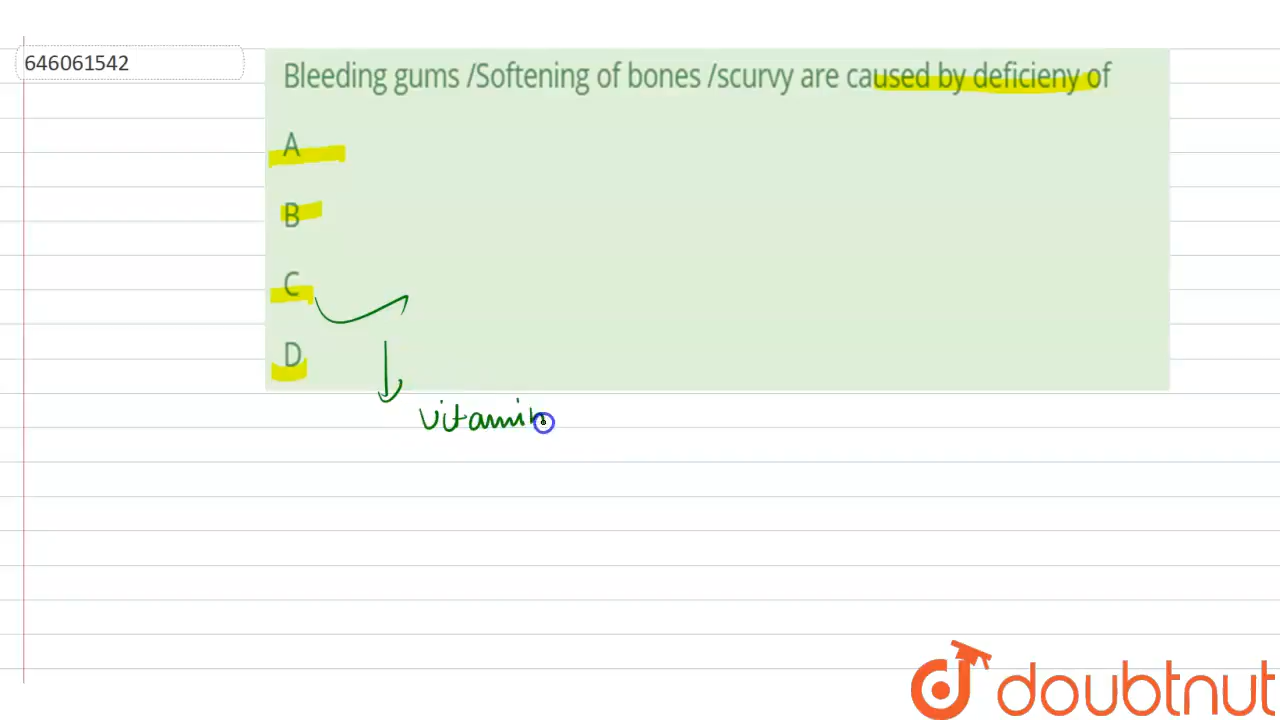 646061542
Bleeding gums /Softening of bones /scurvy are caused by deficieny of
A
B
C
D
vitamin
doubtnut